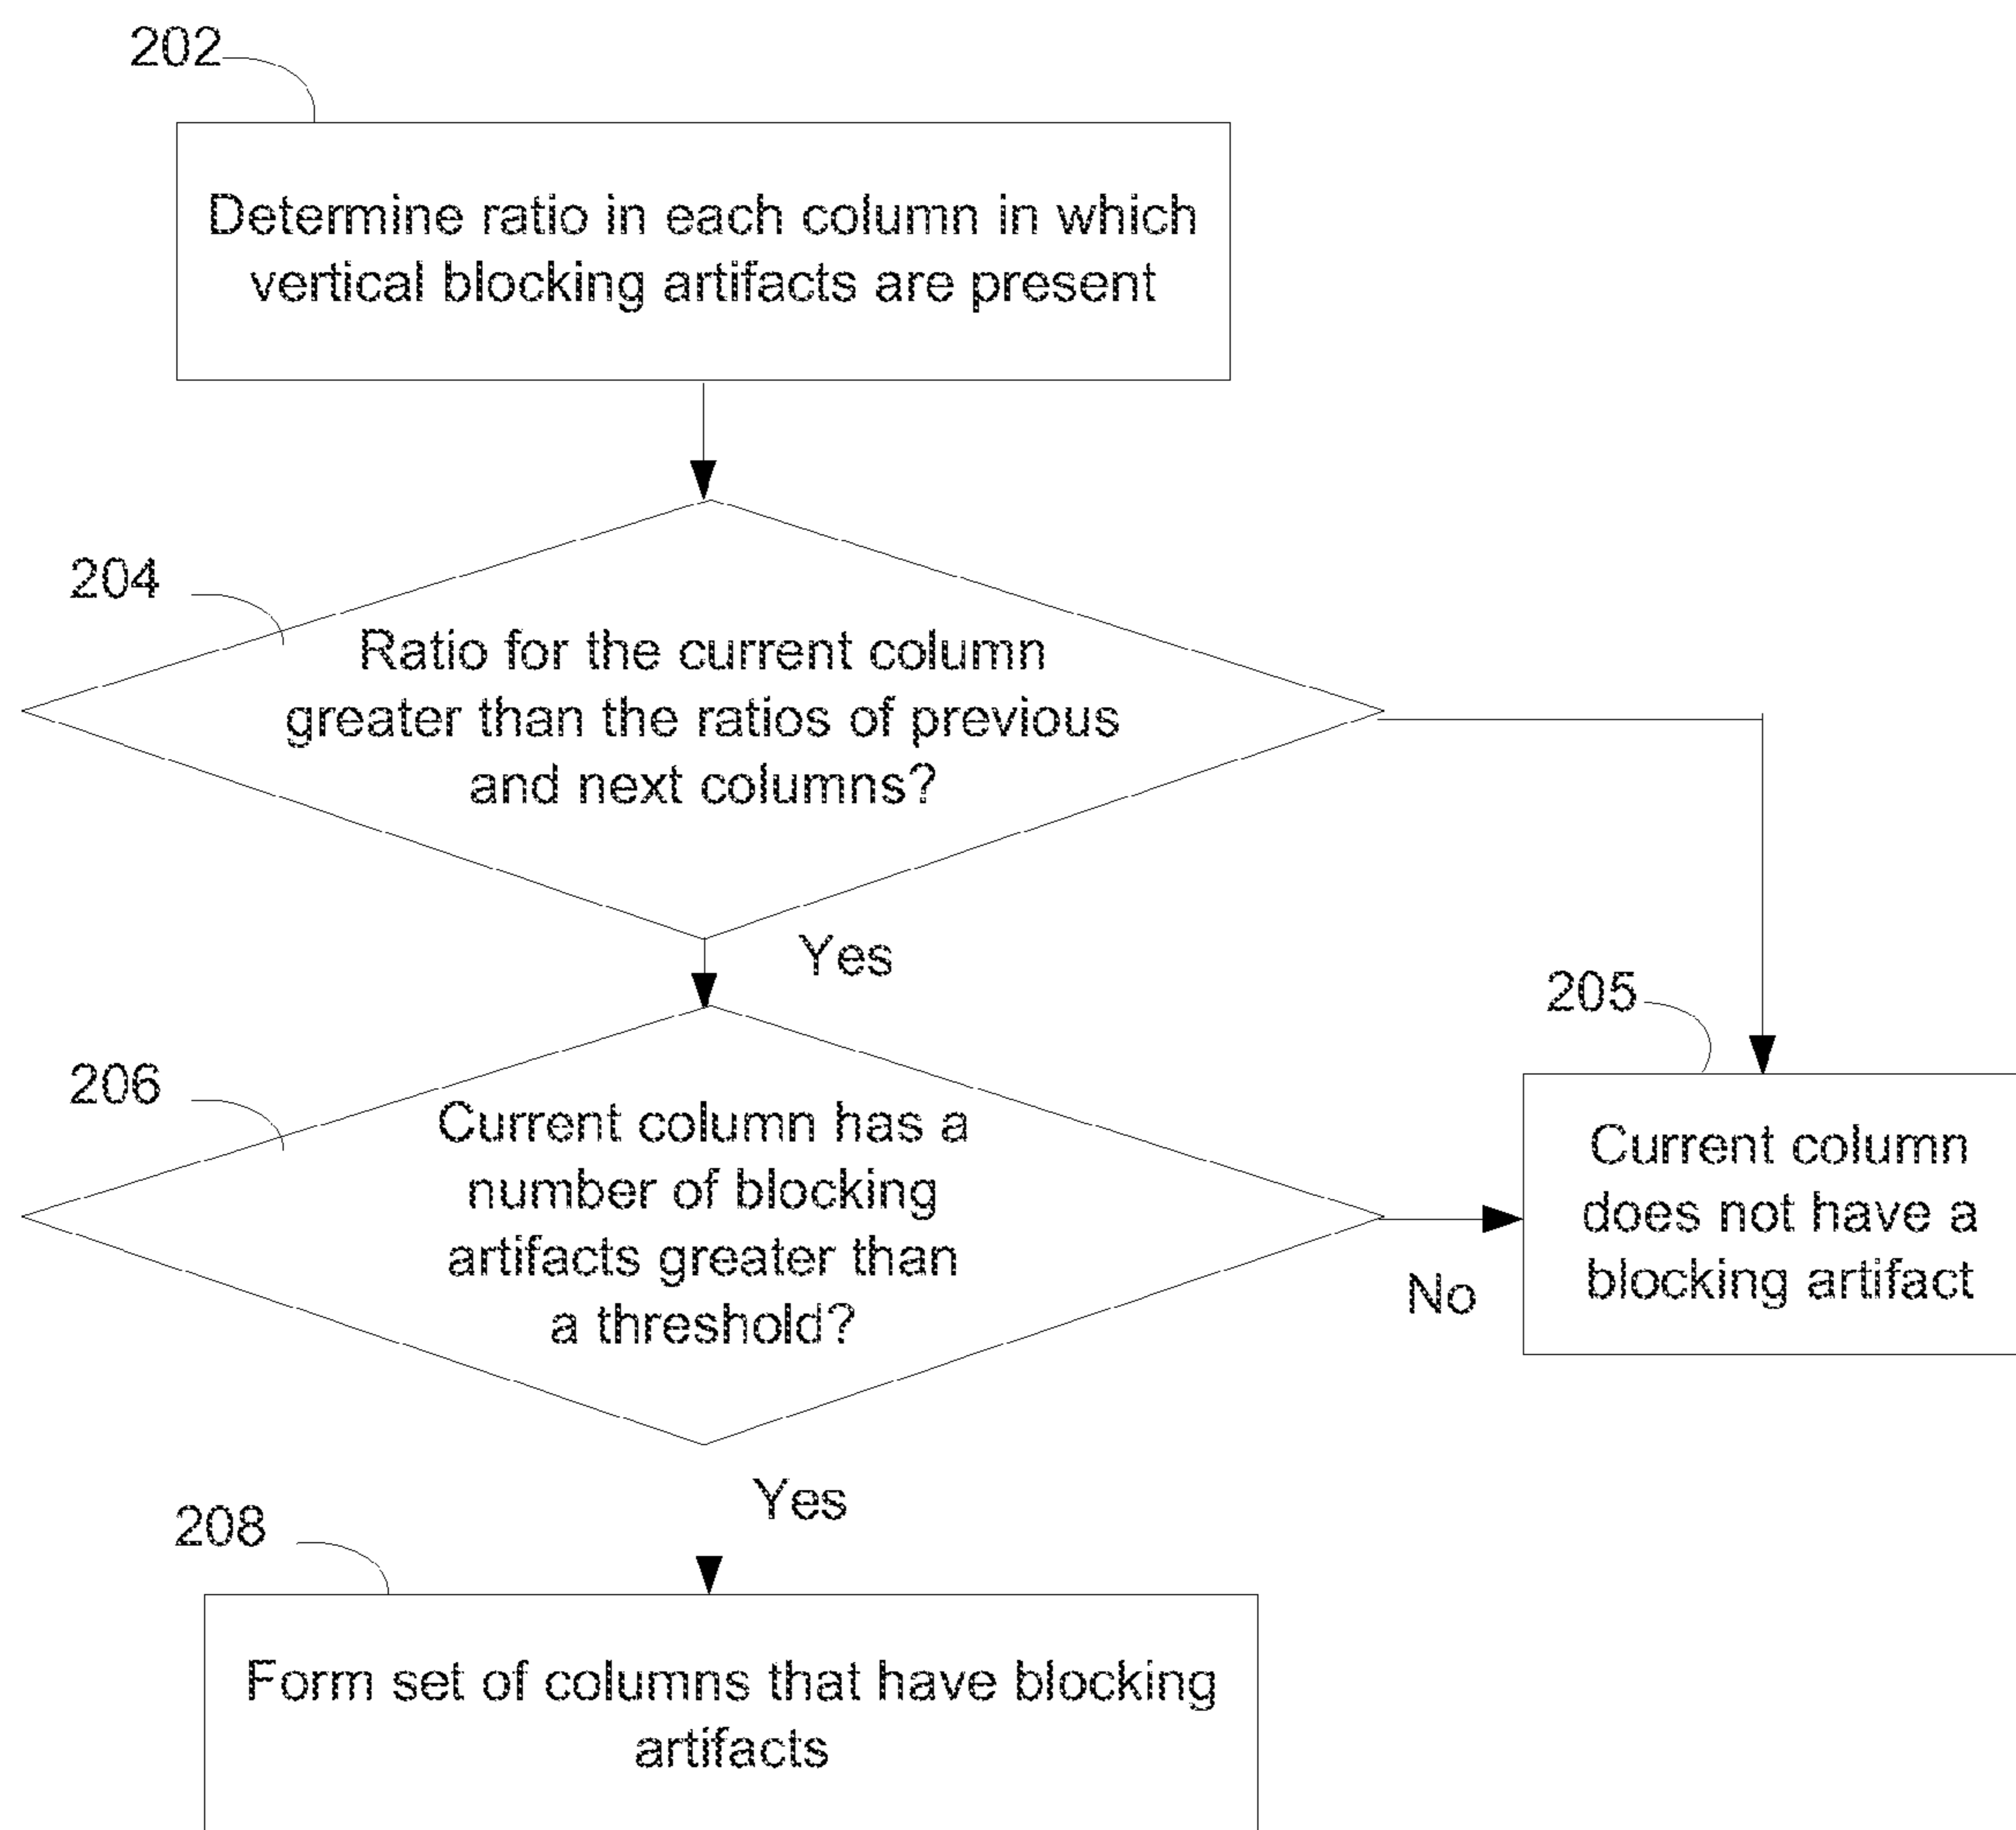 202
Determine ratio in each column in which
vertical blocking artifacts are present
204
Ratio for the current column
greater than the ratios of previous
and next columns?
Yes
205
206
Current column has a
number of blocking
artifacts greater than
a threshold?
Current column
does not have a
blocking artifact
No
Yes
208
Form set of columns that have blocking
artifacts